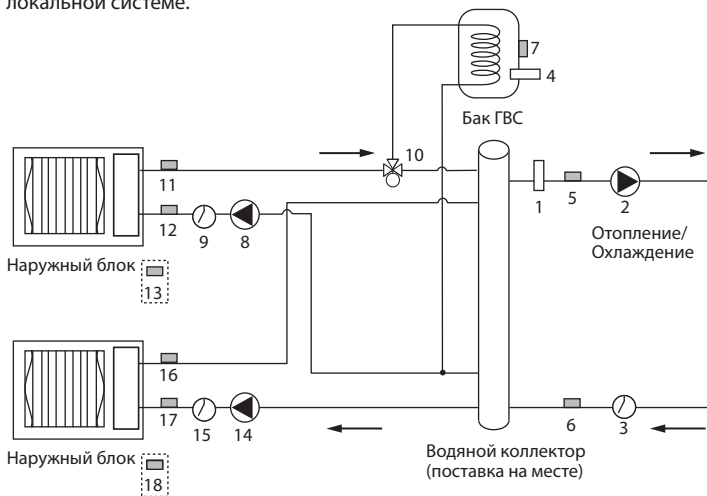 локальной системе.
7
4
Бак ГВС
10
11
1
5
2
12
9
8
Отопление/
Охлаждение
Наружный блок
13
16
17
15
14
6
3
Наружный блок
18
Водяной коллектор
(поставка на месте)